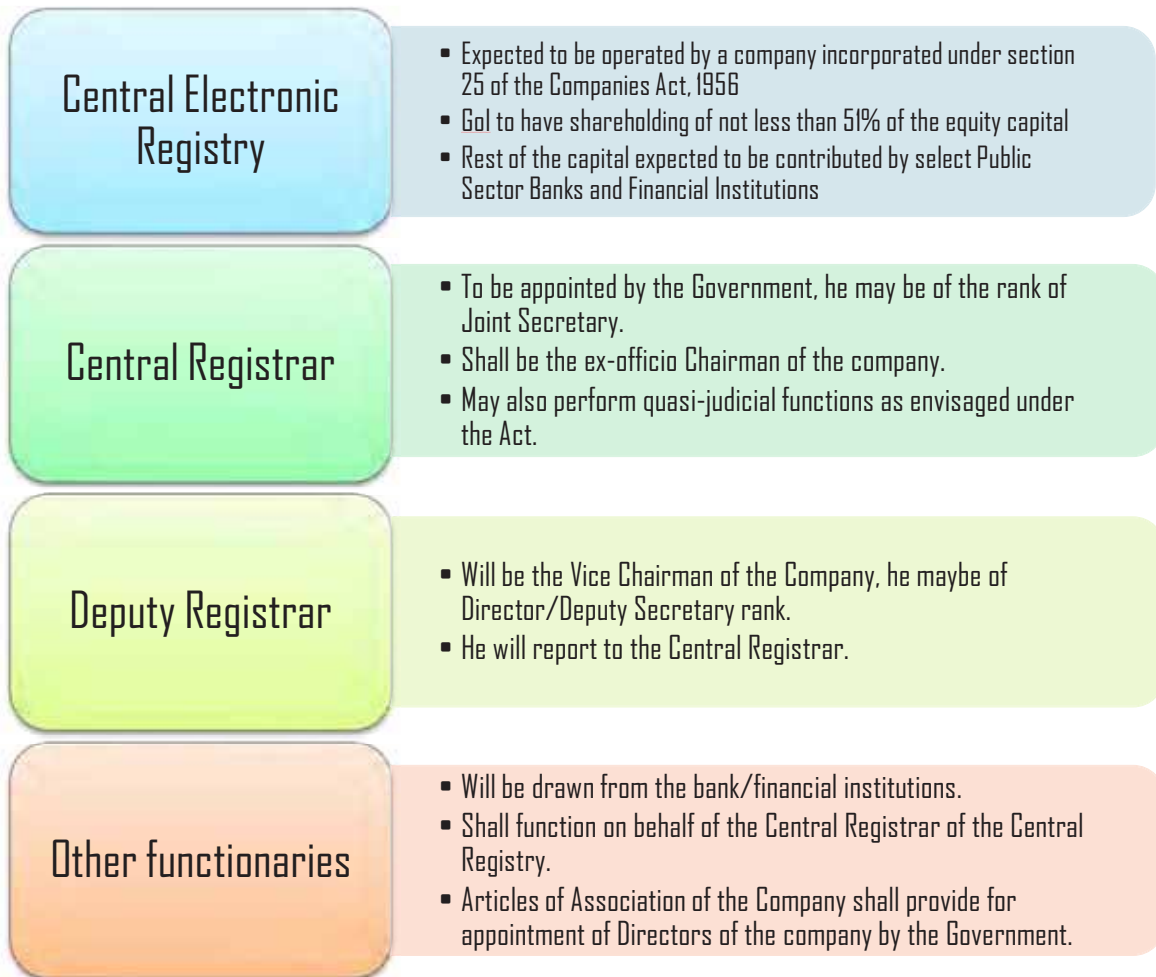 Central Electronic
Registry
▪ Expected to be operated by a company incorporated under section
25 of the Companies Act, 1956
▪ GoI to have shareholding of not less than 51% of the equity capital
▪ Rest of the capital expected to be contributed by select Public
Sector Banks and Financial Institutions
Central Registrar
▪ To be appointed by the Government, he may be of the rank of
Joint Secretary.
▪ Shall be the ex-officio Chairman of the company.
▪ May also perform quasi-judicial functions as envisaged under
the Act.
Deputy Registrar
▪ Will be the Vice Chairman of the Company, he maybe of
Director/Deputy Secretary rank.
▪ He will report to the Central Registrar.
Other functionaries
▪ Will be drawn from the bank/financial institutions.
▪ Shall function on behalf of the Central Registrar of the Central
Registry.
▪ Articles of Association of the Company shall provide for
appointment of Directors of the company by the Government.